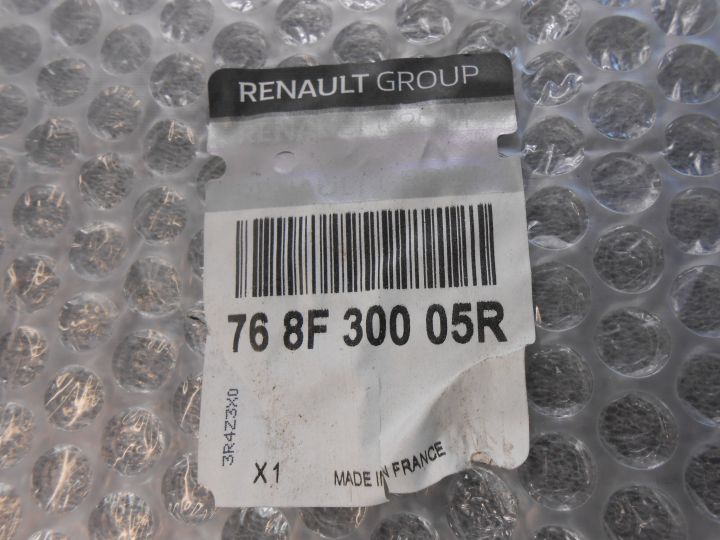 RENAULT GROUP
76 8F 300 05R
3R4Z3X0
X1
MADE IN FRANCE